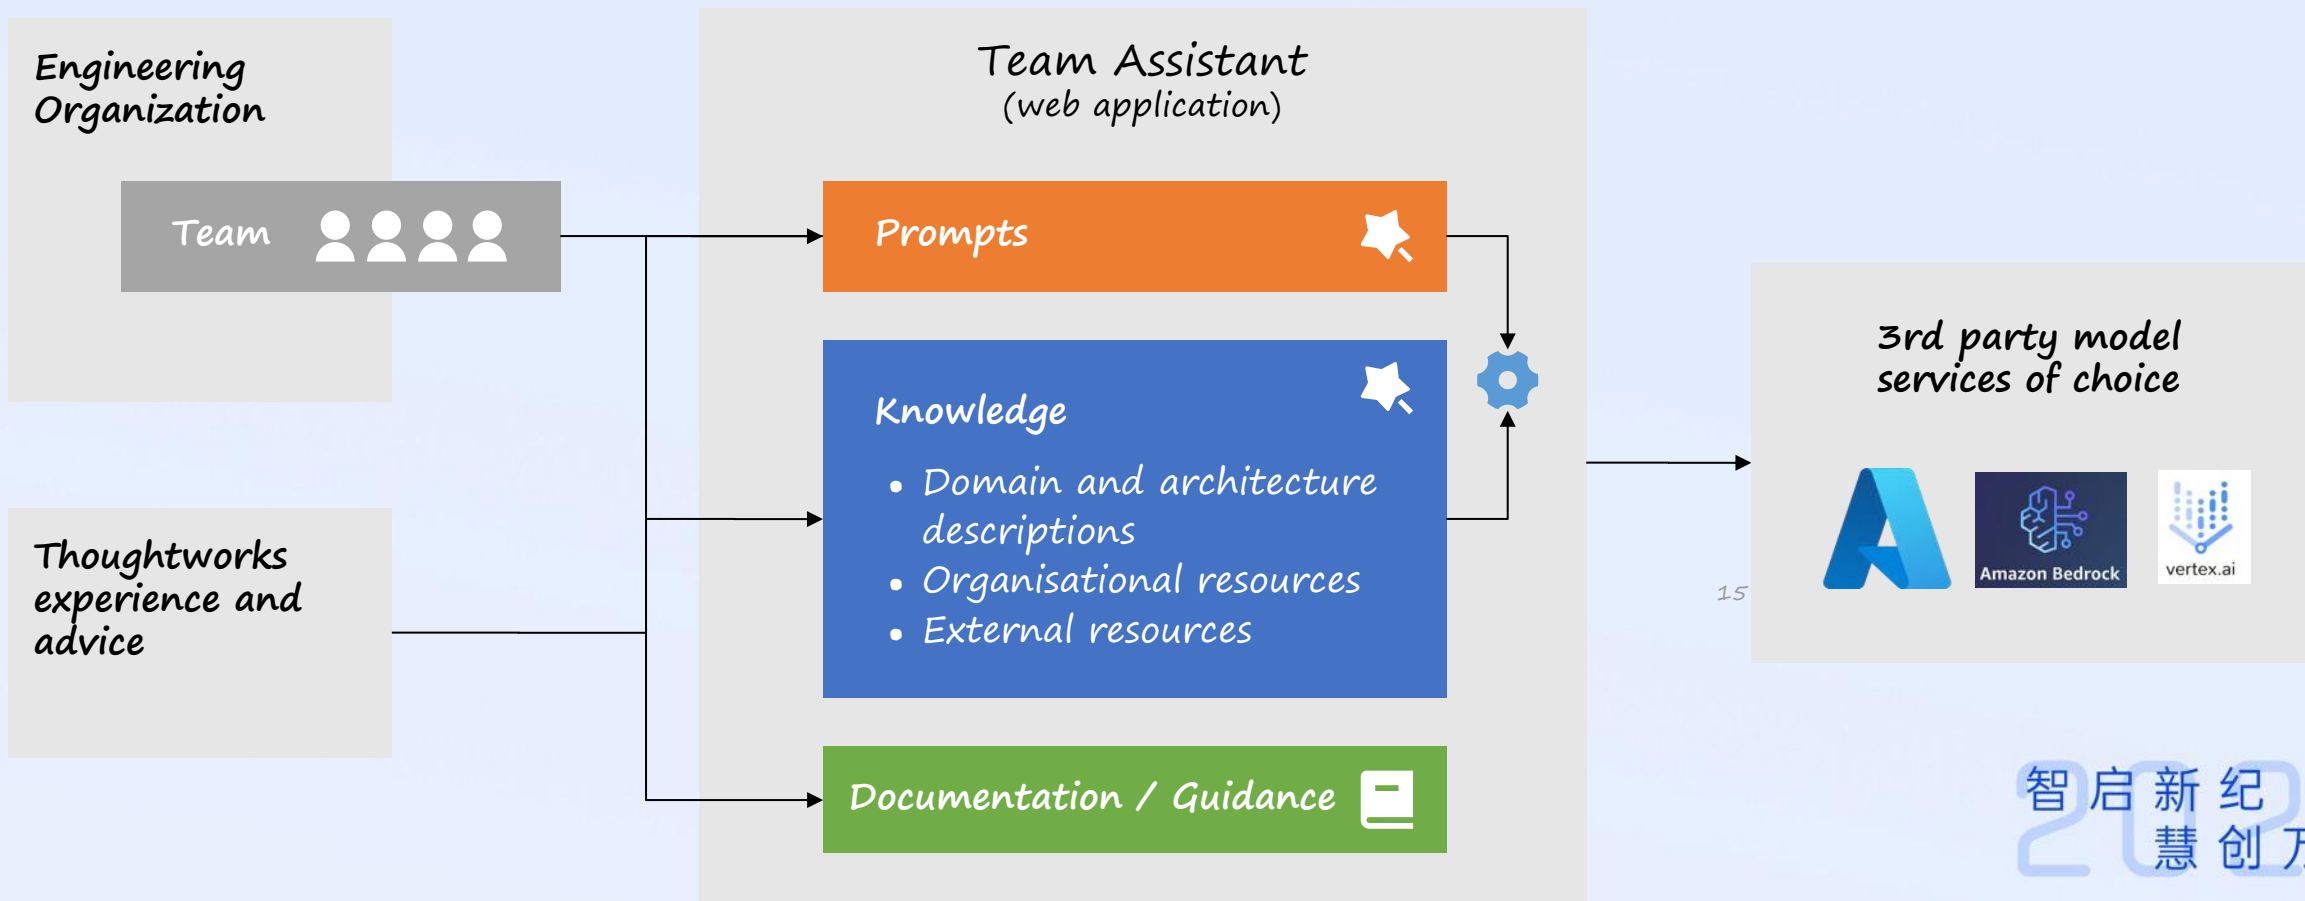 Engineering
Organization
Team
Thoughtworks
experience and
advice
Team Assistant
(web application)
Prompts
Knowledge
• Domain and architecture
descriptions
• Organisational resources
• External resources
Documentation / Guidance
3rd party model
services of choice
Amazon Bedrock
vertex.ai
15
202
智启新纪
慧创